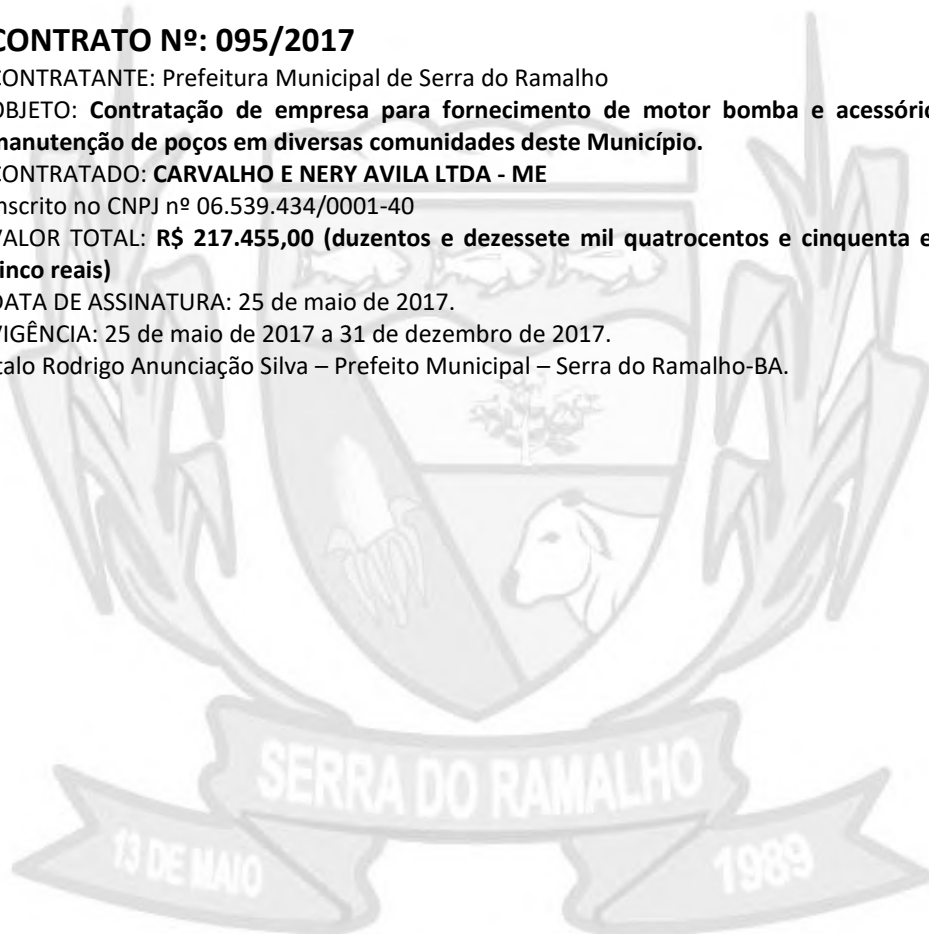 CONTRATO Nº: 095/2017
CONTRATANTE: Prefeitura Municipal de Serra do Ramalho
OBJETO: Contratação de empresa para fornecimento de motor bomba e acessório
manutenção de poços em diversas comunidades deste Município.
CONTRATADO: CARVALHO E NERY AVILA LTDA - ME
nscrito no CNPJ nº 06.539.434/0001-40
VALOR TOTAL: R$ 217.455,00 (duzentos e dezessete mil quatrocentos e cinquenta e
inco reais)
DATA DE ASSINATURA: 25 de maio de 2017.
VIGÊNCIA: 25 de maio de 2017 a 31 de dezembro de 2017.
talo Rodrigo Anunciação Silva – Prefeito Municipal – Serra do Ramalho-BA.
SERRA DO RAMALHO
13 DE MAIO
1989